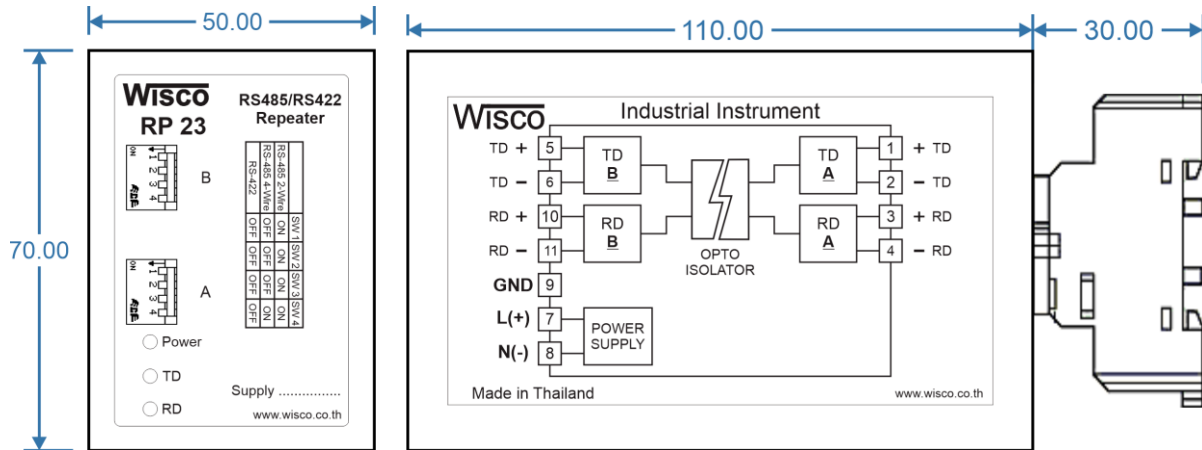 50.00
110.00
30.00
70.00
WISCO
RP 23
RS485/RS422
Repeater
ON
1
2
3
4
B
SW 1 SW 2 SW 3 SW 4
RS-485 2-Wire ON ON ON ON
RS-485 4-Wire OFF OFF OFF ON
RS-422 OFF OFF OFF OFF
ON
1
2
3
4
A
Power
TD
RD
Supply ................
www.wisco.co.th
WISCO
Industrial Instrument
TD + 5
TD B
TD A
1 + TD
TD − 6
2 − TD
RD + 10
RD B
RD A
3 + RD
RD − 11
4 − RD
OPTO
ISOLATOR
GND 9
L(+) 7
N(-) 8
POWER
SUPPLY
Made in Thailand
www.wisco.co.th